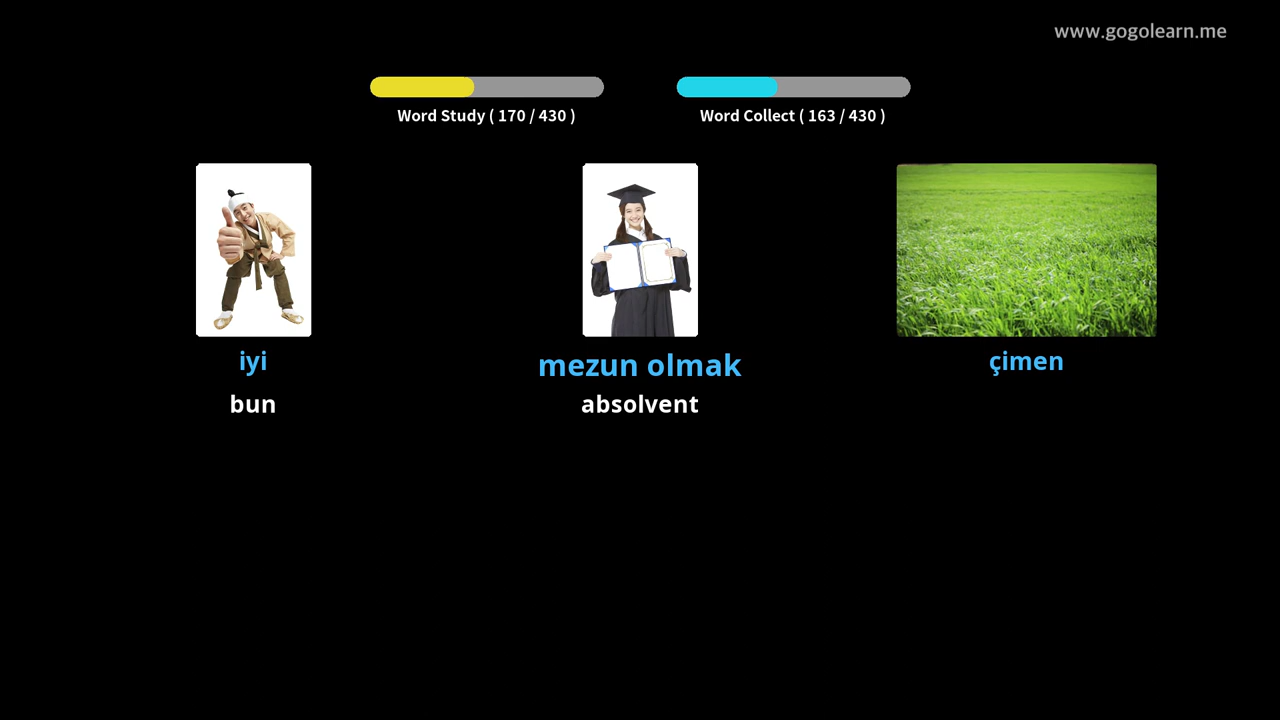 www.gogolearn.me
Word Study ( 170 / 430 )
Word Collect ( 163 / 430 )
iyi
bun
mezun olmak
absolvent
çimen